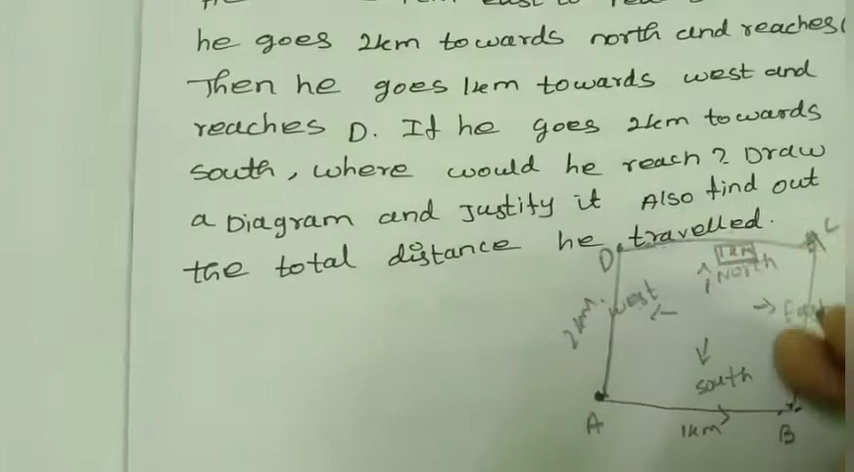 he goes 2km towards north and reaches
Then he goes 1km towards west and
reaches D. If he goes 2km towards
south, where would he reach? Draw
a Diagram and Justify it Also find out
the total distance he travelled.
D
1km
C
North
2km.
west
South
A
1km
B